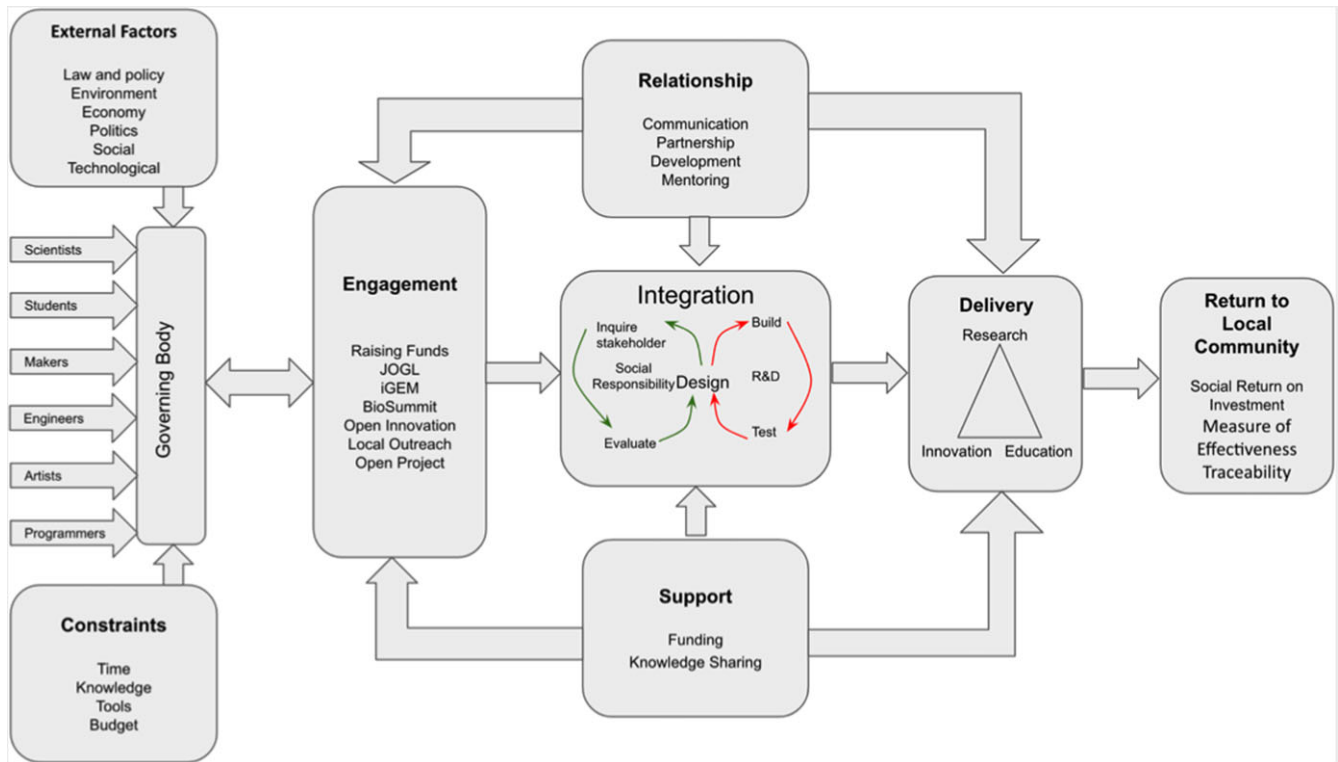 External Factors
Law and policy
Environment
Economy
Politics
Social
Technological
Scientists
Students
Makers
Engineers
Artists
Programmers
Governing Body
Constraints
Time
Knowledge
Tools
Budget
Engagement
Raising Funds
JOGL
iGEM
BioSummit
Open Innovation
Local Outreach
Open Project
Relationship
Communication
Partnership
Development
Mentoring
Integration
Inquire
stakeholder
Social
Responsibility
Evaluate
Design
Build
R&D
Test
Support
Funding
Knowledge Sharing
Delivery
Research
Innovation
Education
Return to
Local
Community
Social Return on
Investment
Measure of
Effectiveness
Traceability